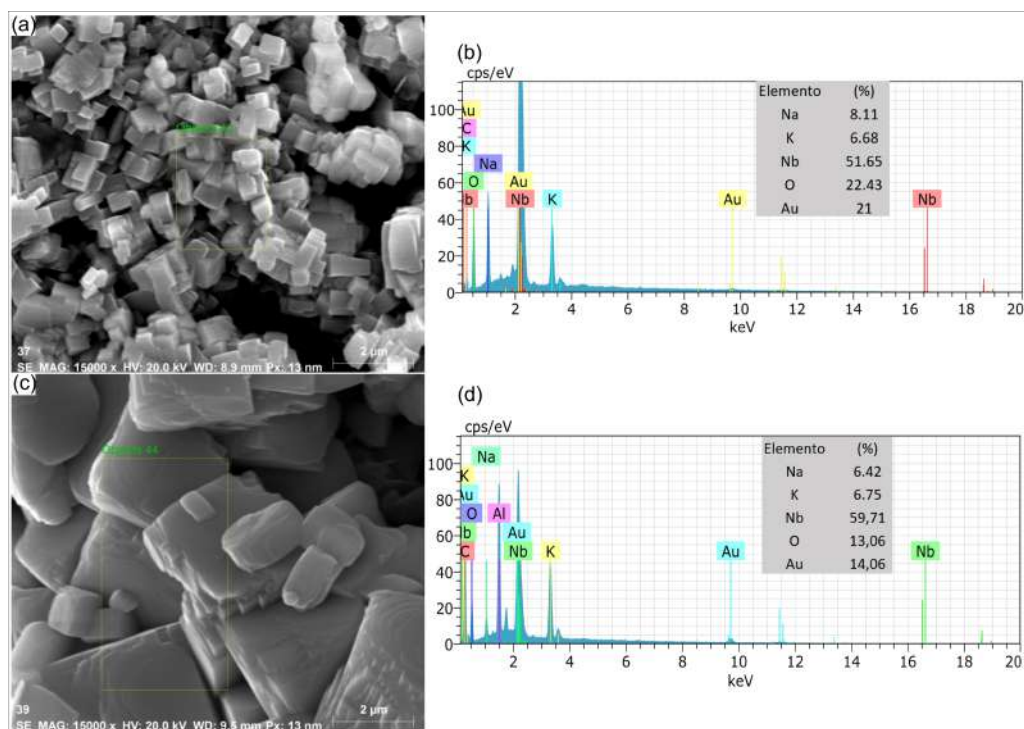 (a)
37
SE MAG: 15000 x HV: 20.0 kV WD: 8.9 mm Px: 13 nm
2 µm
(b)
cps/eV
100
80
60
40
20
0
Au
C
K
O
b
Na
Au
Nb
K
Au
Nb
2 4 6 8 10 12 14 16 18 20
keV
Elemento (%)
Na 8.11
K 6.68
Nb 51.65
O 22.43
Au 21
(c)
39
SE MAG: 15000 x HV: 20.0 kV WD: 9.5 mm Px: 13 nm
2 µm
(d)
cps/eV
100
80
60
40
20
0
Na
K
Au
O
Al
b
C
Au
Nb
K
Au
Nb
2 4 6 8 10 12 14 16 18 20
keV
Elemento (%)
Na 6.42
K 6.75
Nb 59,71
O 13,06
Au 14,06